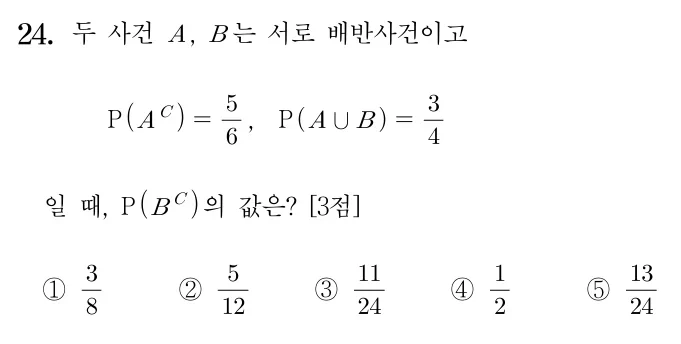 24. 두 사건 A, B는 서로 배반사건이고
P(A^C) = 5/6, P(A∪B) = 3/4
일 때, P(B^C)의 값은? [3점]
① 3/8 ② 5/12 ③ 11/24 ④ 1/2 ⑤ 13/24